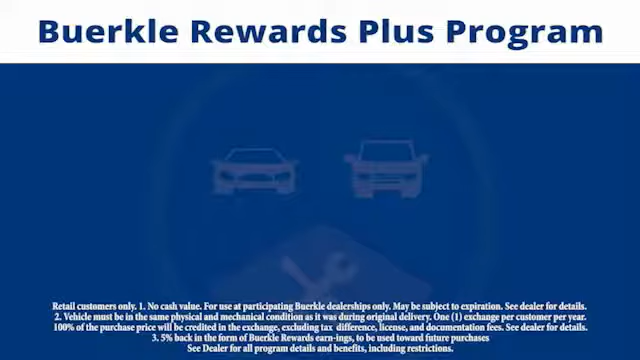 Buerkle Rewards Plus Program
Retail customers only. 1. No cash value. For use at participating Buerkle dealerships only. May be subject to expiration. See dealer for details.
2. Vehicle must be in the same physical and mechanical condition as it was during original delivery. One (1) exchange per customer per year.
100% of the purchase price will be credited in the exchange, excluding tax difference, license, and documentation fees. See dealer for details.
3. 5% back in the form of Buerkle Rewards earn-ings, to be used toward future purchases
See Dealer for all program details and benefits, including restrictions.